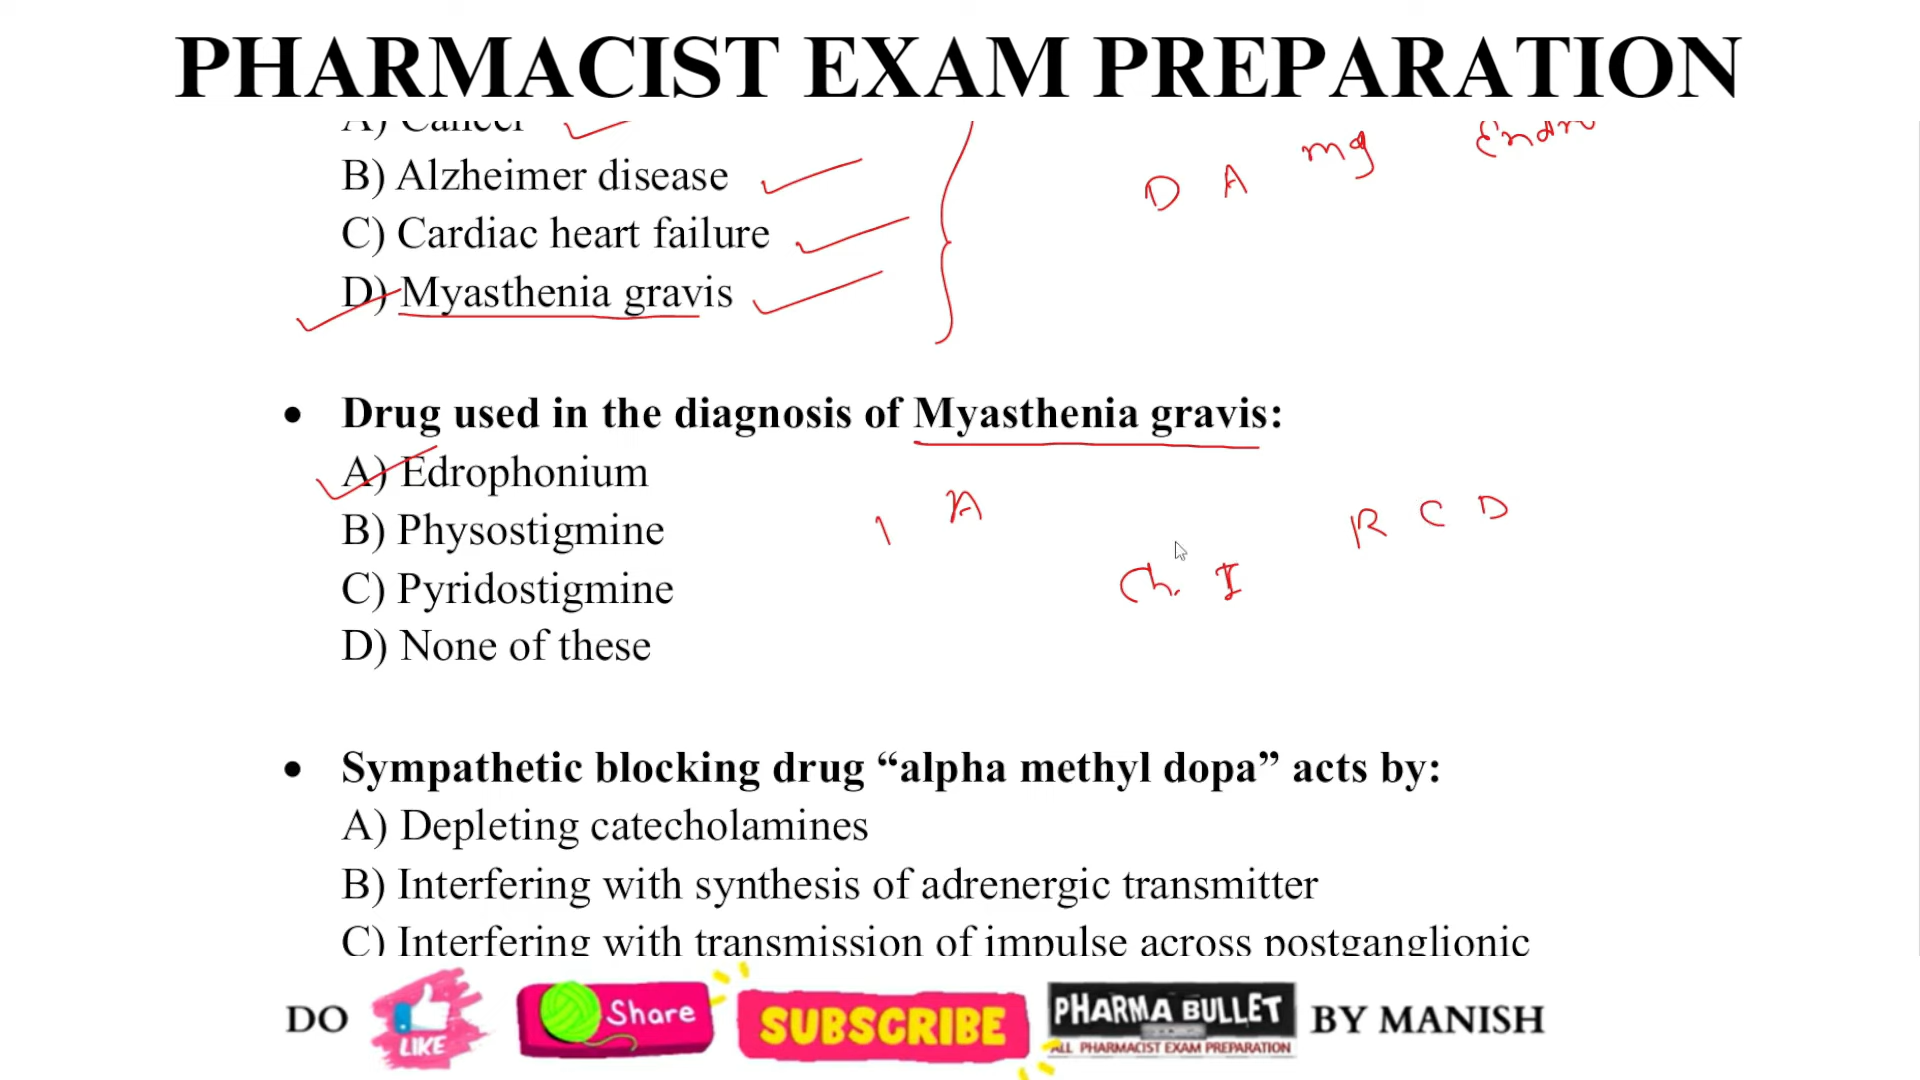 PHARMACIST EXAM PREPARATION
A) Cancer
B) Alzheimer disease
C) Cardiac heart failure
D) Myasthenia gravis
D A mg
• Drug used in the diagnosis of Myasthenia gravis:
A) Edrophonium
B) Physostigmine
C) Pyridostigmine
D) None of these
1 A
R C D
Ch. I
• Sympathetic blocking drug “alpha methyl dopa” acts by:
A) Depleting catecholamines
B) Interfering with synthesis of adrenergic transmitter
C) Interfering with transmission of impulse across postganglionic
DO LIKE Share SUBSCRIBE PHARMA BULLET BY MANISH
ALL PHARMACIST EXAM PREPARATION